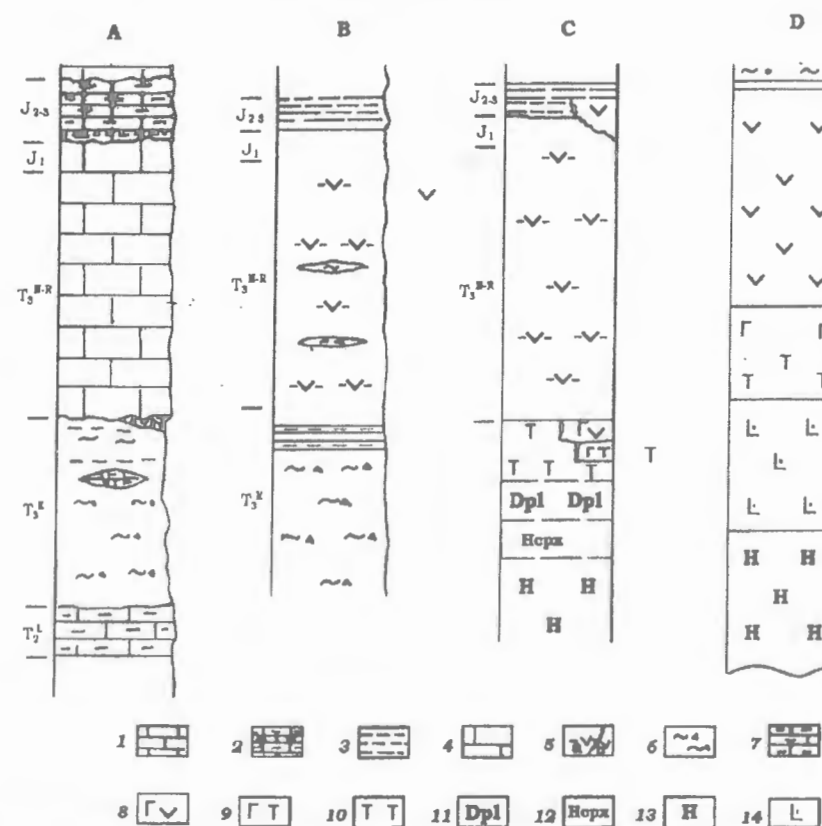 A B C D
J₂₋₃ J₂₋₃ J₂₋₃
J₁ J₁ J₁
T₃ᴺ⁻ᴿ T₃ᴺ⁻ᴿ T₃ᴺ⁻ᴿ
T₃ᴷ T₃ᴷ
T₂ᴸ
Γ Γ
T T T
T Γ V
Γ T
T T T
T
Dpl Dpl
Hcpx
H H
H
L L
L
L L
H H
H
H H
1 2 3 4 5 6 7
8 Γ V 9 Γ T 10 T T 11 Dpl 12 Hcpx 13 H 14 L